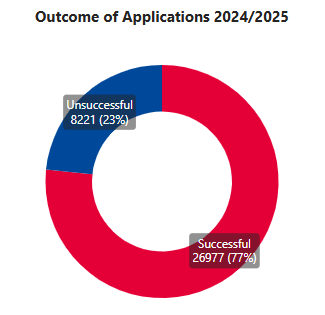 Outcome of Applications 2024/2025
Unsuccessful
8221 (23%)
Successful
26977 (77%)